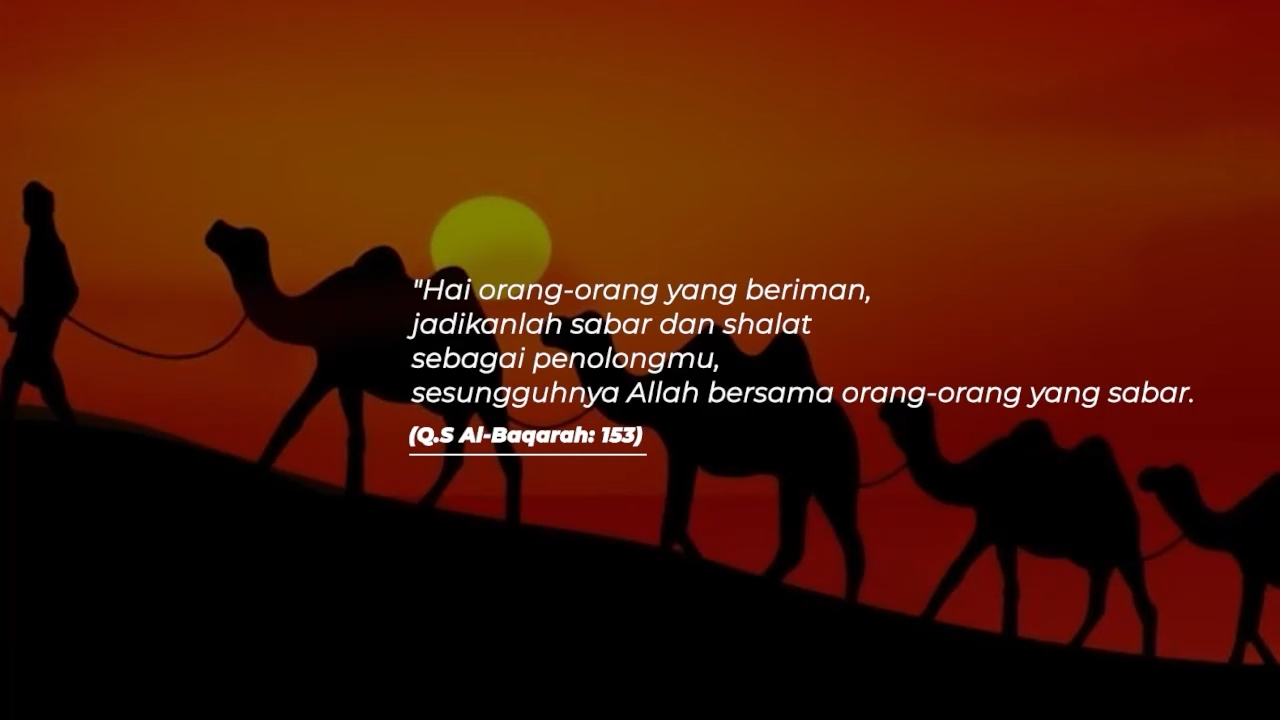 "Hai orang-orang yang beriman,
jadikanlah sabar dan shalat
sebagai penolongmu,
sesungguhnya Allah bersama orang-orang yang sabar.
(Q.S Al-Baqarah: 153)